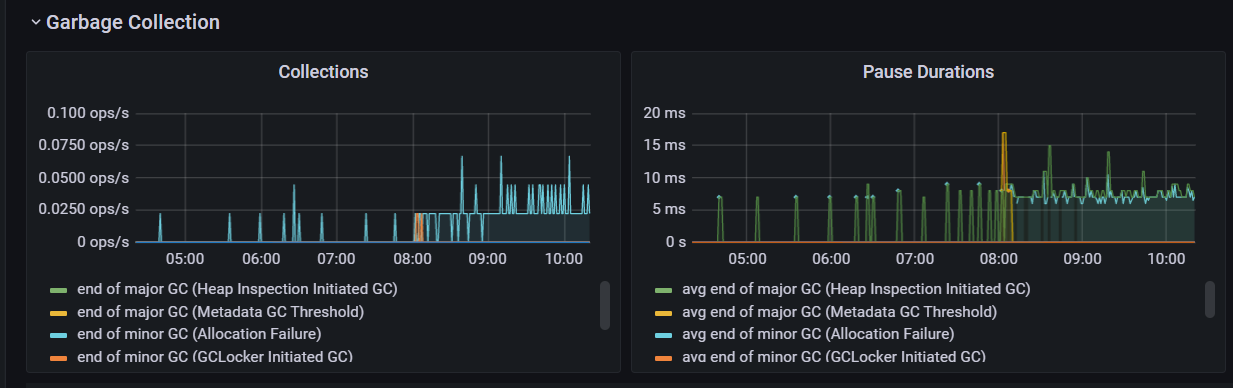 Garbage Collection
Collections
0.100 ops/s
0.0750 ops/s
0.0500 ops/s
0.0250 ops/s
0 ops/s
05:00 06:00 07:00 08:00 09:00 10:00
end of major GC (Heap Inspection Initiated GC)
end of major GC (Metadata GC Threshold)
end of minor GC (Allocation Failure)
end of minor GC (GCLocker Initiated GC)
Pause Durations
20 ms
15 ms
10 ms
5 ms
0 s
05:00 06:00 07:00 08:00 09:00 10:00
avg end of major GC (Heap Inspection Initiated GC)
avg end of major GC (Metadata GC Threshold)
avg end of minor GC (Allocation Failure)
avg end of minor GC (GCLocker Initiated GC)